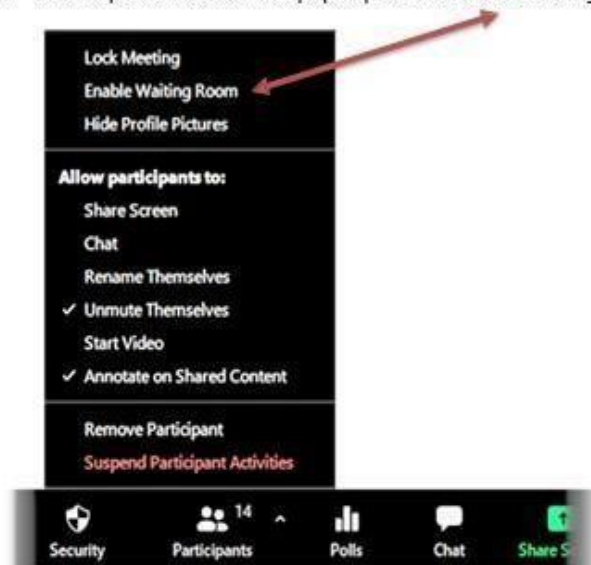 Lock Meeting
Enable Waiting Room
Hide Profile Pictures
Allow participants to:
Share Screen
Chat
Rename Themselves
✓ Unmute Themselves
Start Video
✓ Annotate on Shared Content
Remove Participant
Suspend Participant Activities
14
Security Participants Polls Chat Share S